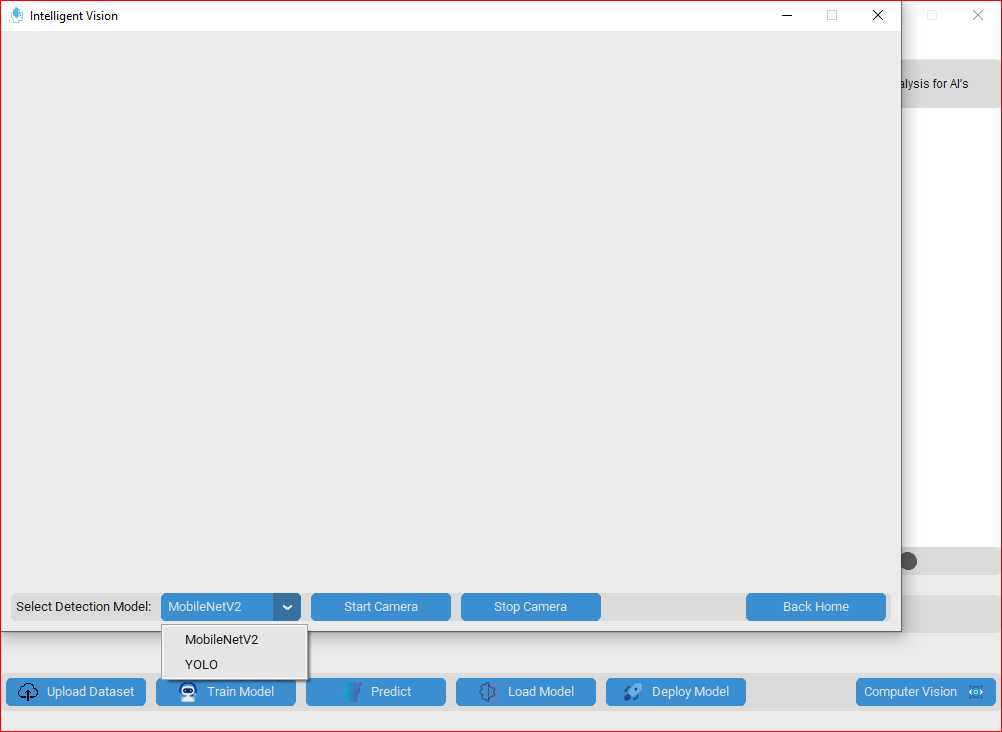 Intelligent Vision
alysis for AI's
Select Detection Model: MobileNetV2 Start Camera Stop Camera Back Home
MobileNetV2
YOLO
Upload Dataset Train Model Predict Load Model Deploy Model Computer Vision